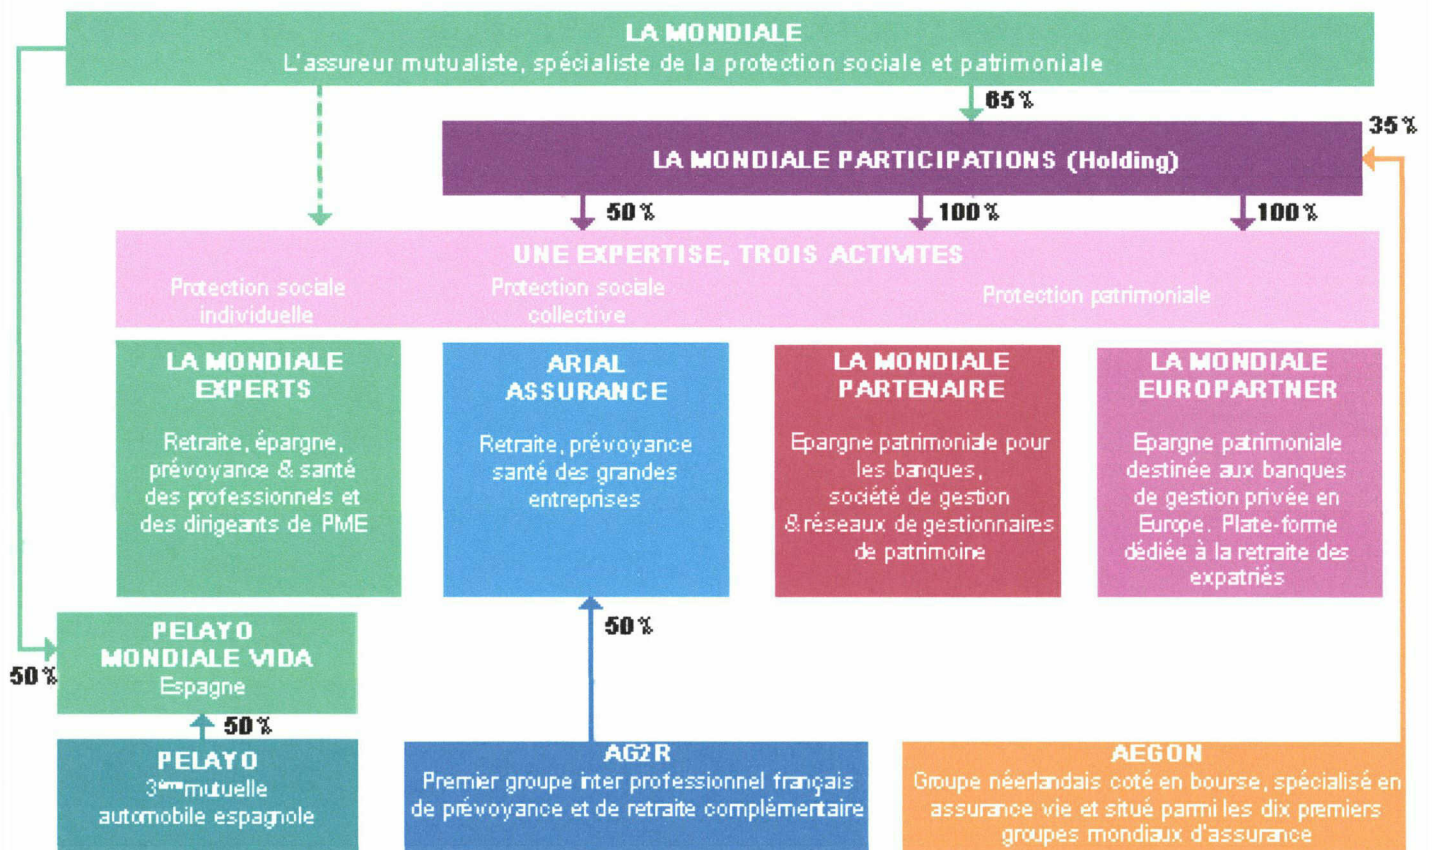 LA MONDIALE
L'assureur mutualiste, spécialiste de la protection sociale et patrimoniale
65%
35%
LA MONDIALE PARTICIPATIONS (Holding)
50%
100%
100%
UNE EXPERTISE, TROIS ACTIVITES
Protection sociale
individuelle
Protection sociale
collective
Protection patrimoniale
LA MONDIALE
EXPERTS
Retraite, épargne,
prévoyance & santé
des professionnels et
des dirigeants de PME
ARIAL
ASSURANCE
Retraite, prévoyance
santé des grandes
entreprises
LA MONDIALE
PARTENAIRE
Epargne patrimoniale pour
les banques,
société de gestion
& réseaux de gestionnaires
de patrimoine
LA MONDIALE
EUROPARTNER
Epargne patrimoniale
destinée aux banques
de gestion privée en
Europe. Plate-forme
dédiée à la retraite des
expatriés
50%
PELAYO
MONDIALE VIDA
Espagne
50%
50%
PELAYO
3ème mutuelle
automobile espagnole
AG2R
Premier groupe inter professionnel français
de prévoyance et de retraite complémentaire
AEGON
Groupe néerlandais coté en bourse, spécialisé en
assurance vie et situé parmi les dix premiers
groupes mondiaux d'assurance